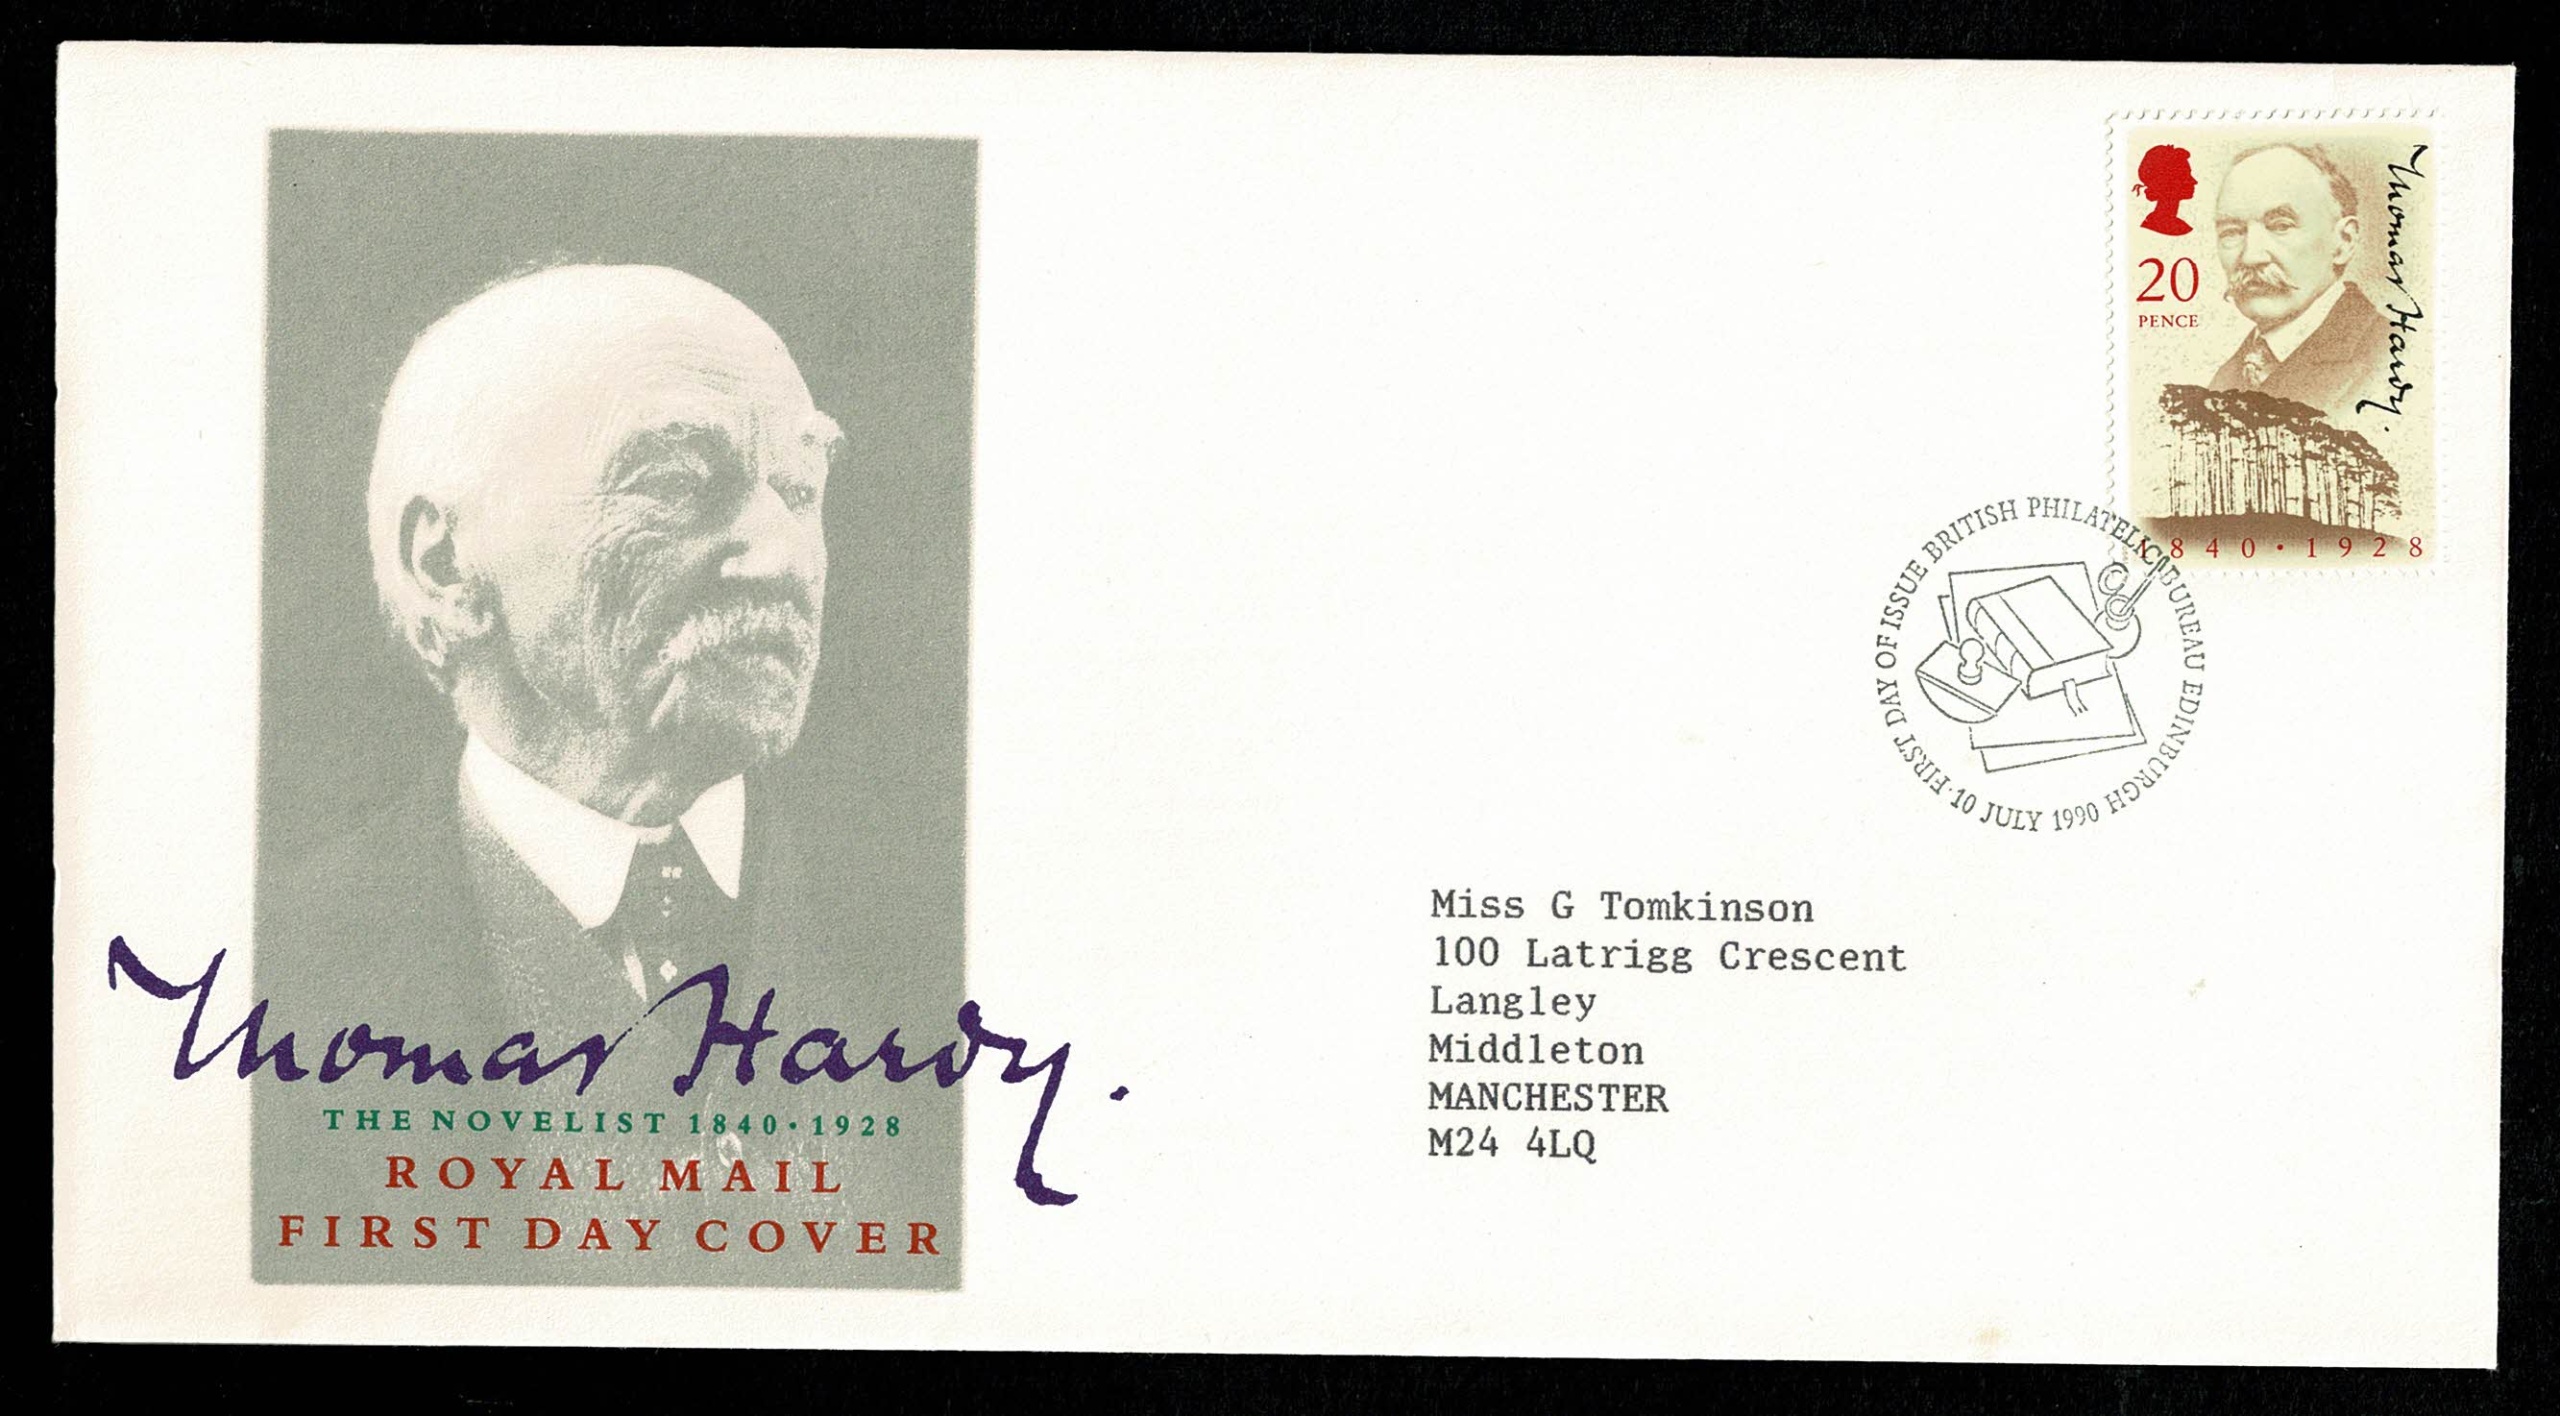 Thomas Hardy.
THE NOVELIST 1840·1928
ROYAL MAIL
FIRST DAY COVER
20
PENCE
Thomas Hardy.
1840·1928
FIRST DAY OF ISSUE BRITISH PHILATELIC BUREAU EDINBURGH
·10 JULY 1990
Miss G Tomkinson
100 Latrigg Crescent
Langley
Middleton
MANCHESTER
M24 4LQ